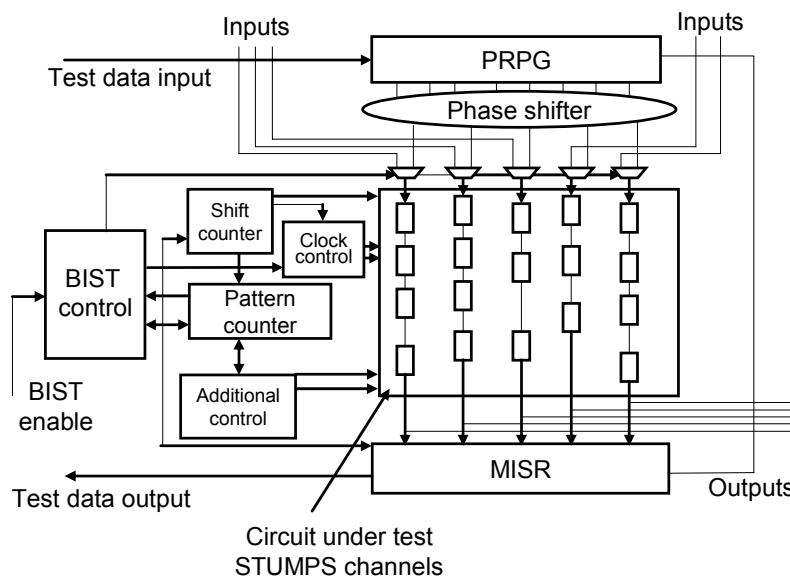 Inputs
Inputs
PRPG
Test data input
Phase shifter
Shift
counter
Clock
control
BIST
control
Pattern
counter
BIST
enable
Additional
control
MISR
Test data output
Outputs
Circuit under test
STUMPS channels